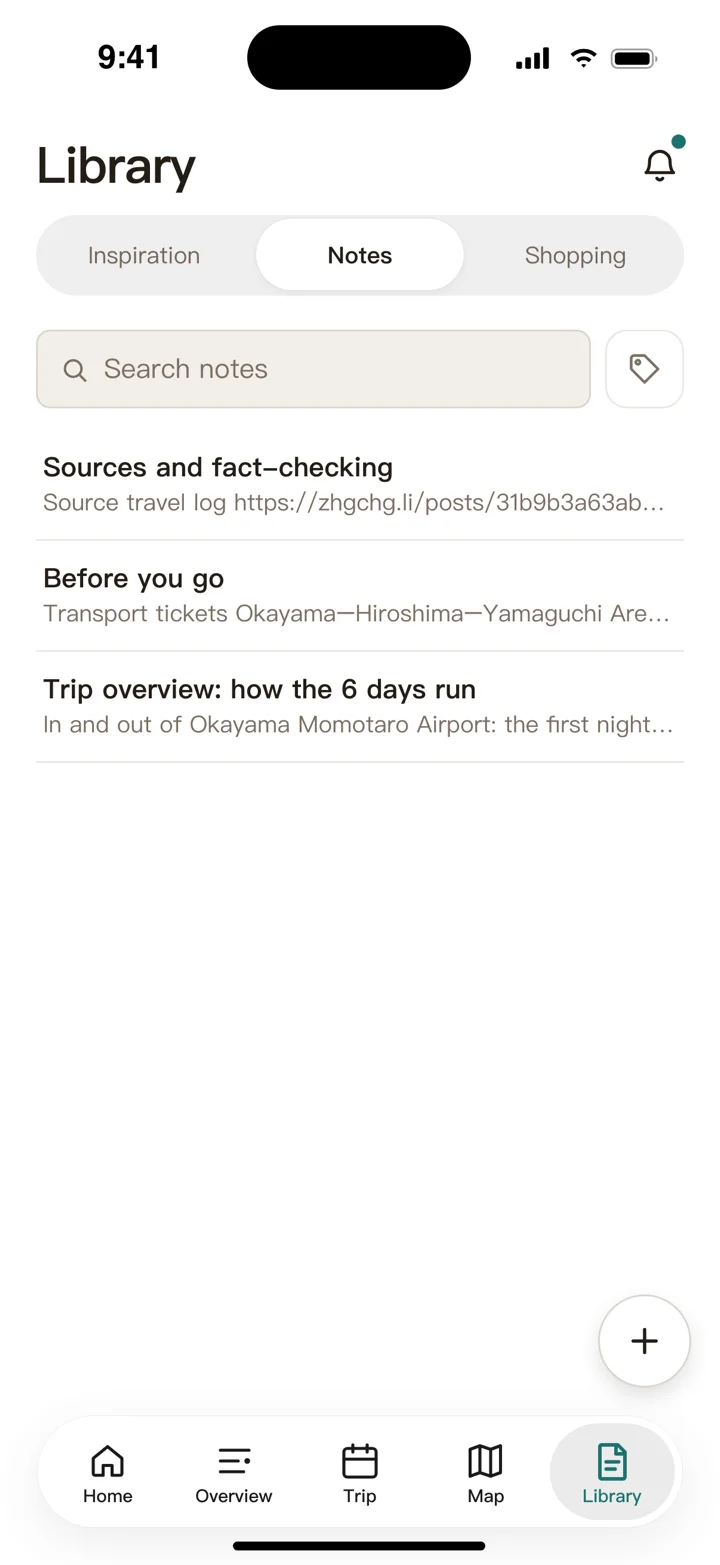 9:41
Library
Inspiration
Notes
Shopping
Search notes
Sources and fact–checking
Source travel log https://zhgchg.li/posts/31b9b3a63ab...
Before you go
Transport tickets Okayama—Hiroshima—Yamaguchi Are...
Trip overview: how the 6 days run
In and out of Okayama Momotaro Airport: the first night...
Home
Overview
Trip
Map
Library